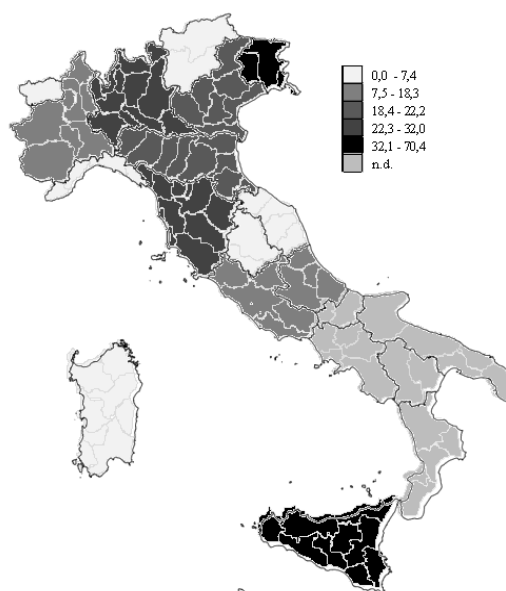 0,0 - 7,4
7,5 - 18,3
18,4 - 22,2
22,3 - 32,0
32,1 - 70,4
n.d.